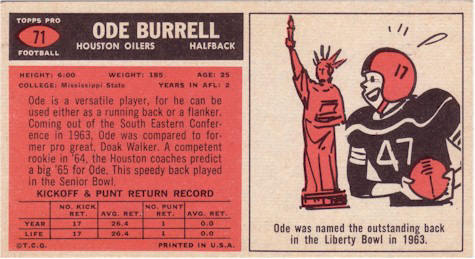 TOPPS PRO
71
FOOTBALL
ODE BURRELL
HOUSTON OILERS HALFBACK
HEIGHT: 6:00 WEIGHT: 185 AGE: 25
COLLEGE: Mississippi State YEARS IN AFL: 2
Ode is a versatile player, for he can be
used either as a running back or a flanker.
Coming out of the South Eastern Conference
in 1963, Ode was compared to for-
mer pro great, Doak Walker. A competent
rookie in '64, the Houston coaches predict
a big '65 for Ode. This speedy back played
in the Senior Bowl.
KICKOFF & PUNT RETURN RECORD
NO. KICK RET. AVG. RET. NO. PUNT RET. AVG. RET.
YEAR 17 26.4 1 0.0
LIFE 17 26.4 1 0.0
©T.C.G. PRINTED IN U.S.A.
17
47
Ode was named the outstanding back
in the Liberty Bowl in 1963.